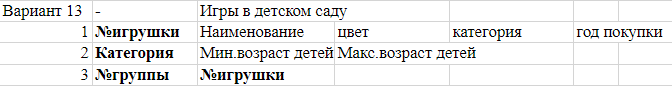 Вариант 13 - Игры в детском саду
1 №игрушки Наименование цвет категория год покупки
2 Категория Мин.возраст детей Макс.возраст детей
3 №группы №игрушки